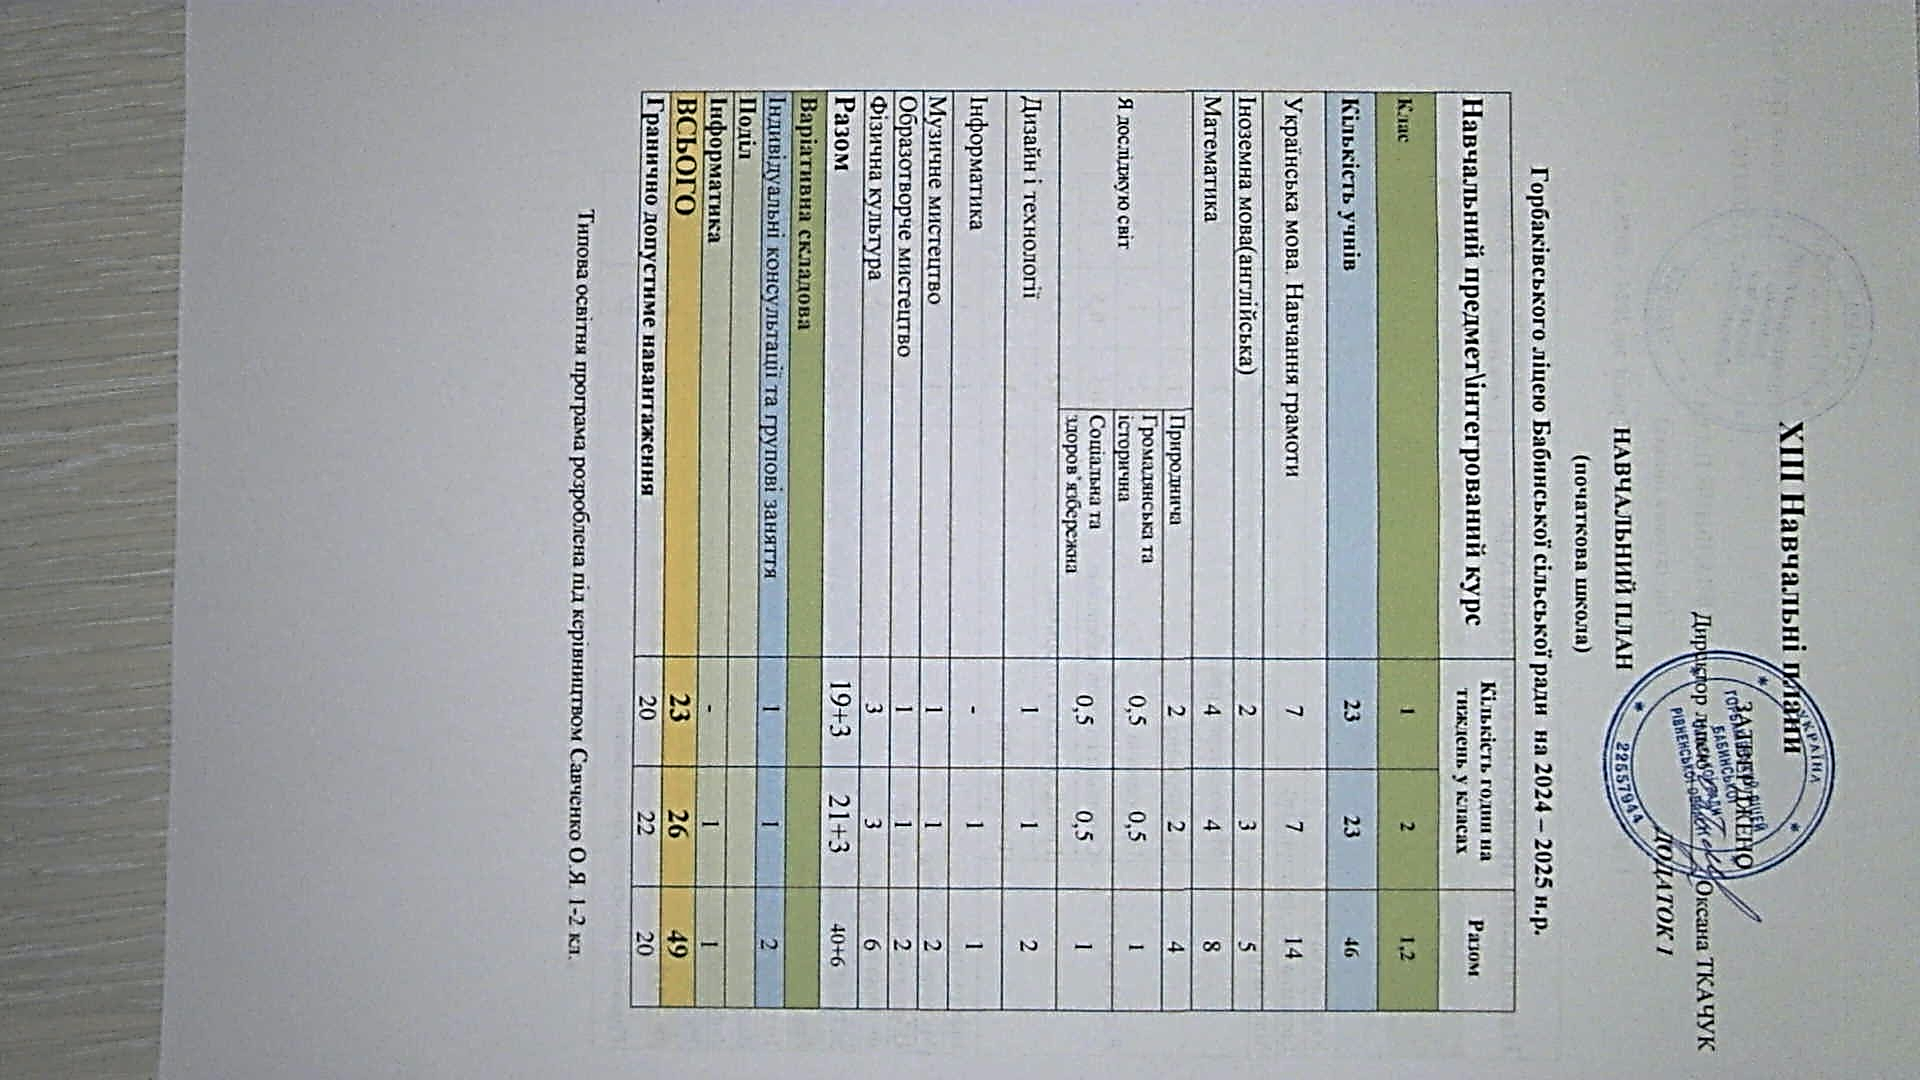 XIII Навчальні плани
ЗАТВЕРДЖЕНО
Директор ліцею Оксана ТКАЧУК
ДОДАТОК 1
УКРАЇНА
22557944
НАВЧАЛЬНИЙ ПЛАН
(початкова школа)
Горбаківського ліцею Бабинської сільської ради на 2024 – 2025 н.р.
Навчальний предмет\інтегрований курс Кількість годин на тиждень у класах Разом
Клас 1 2 1,2
Кількість учнів 23 23 46
Українська мова. Навчання грамоти 7 7 14
Іноземна мова(англійська) 2 3 5
Математика 4 4 8
Я досліджую світ Природнича 2 2 4
Громадянська та історична 0,5 0,5 1
Соціальна та здоров'язбережна 0,5 0,5 1
Дизайн і технології 1 1 2
Інформатика - 1 1
Музичне мистецтво 1 1 2
Образотворче мистецтво 1 1 2
Фізична культура 3 3 6
Разом 19+3 21+3 40+6
Варіативна складова
Індивідуальні консультації та групові заняття 1 1 2
Поділ
Інформатика - 1 1
ВСЬОГО 23 26 49
Гранично допустиме навантаження 20 22 20
Типова освітня програма розроблена під керівництвом Савченко О.Я. 1-2 кл.